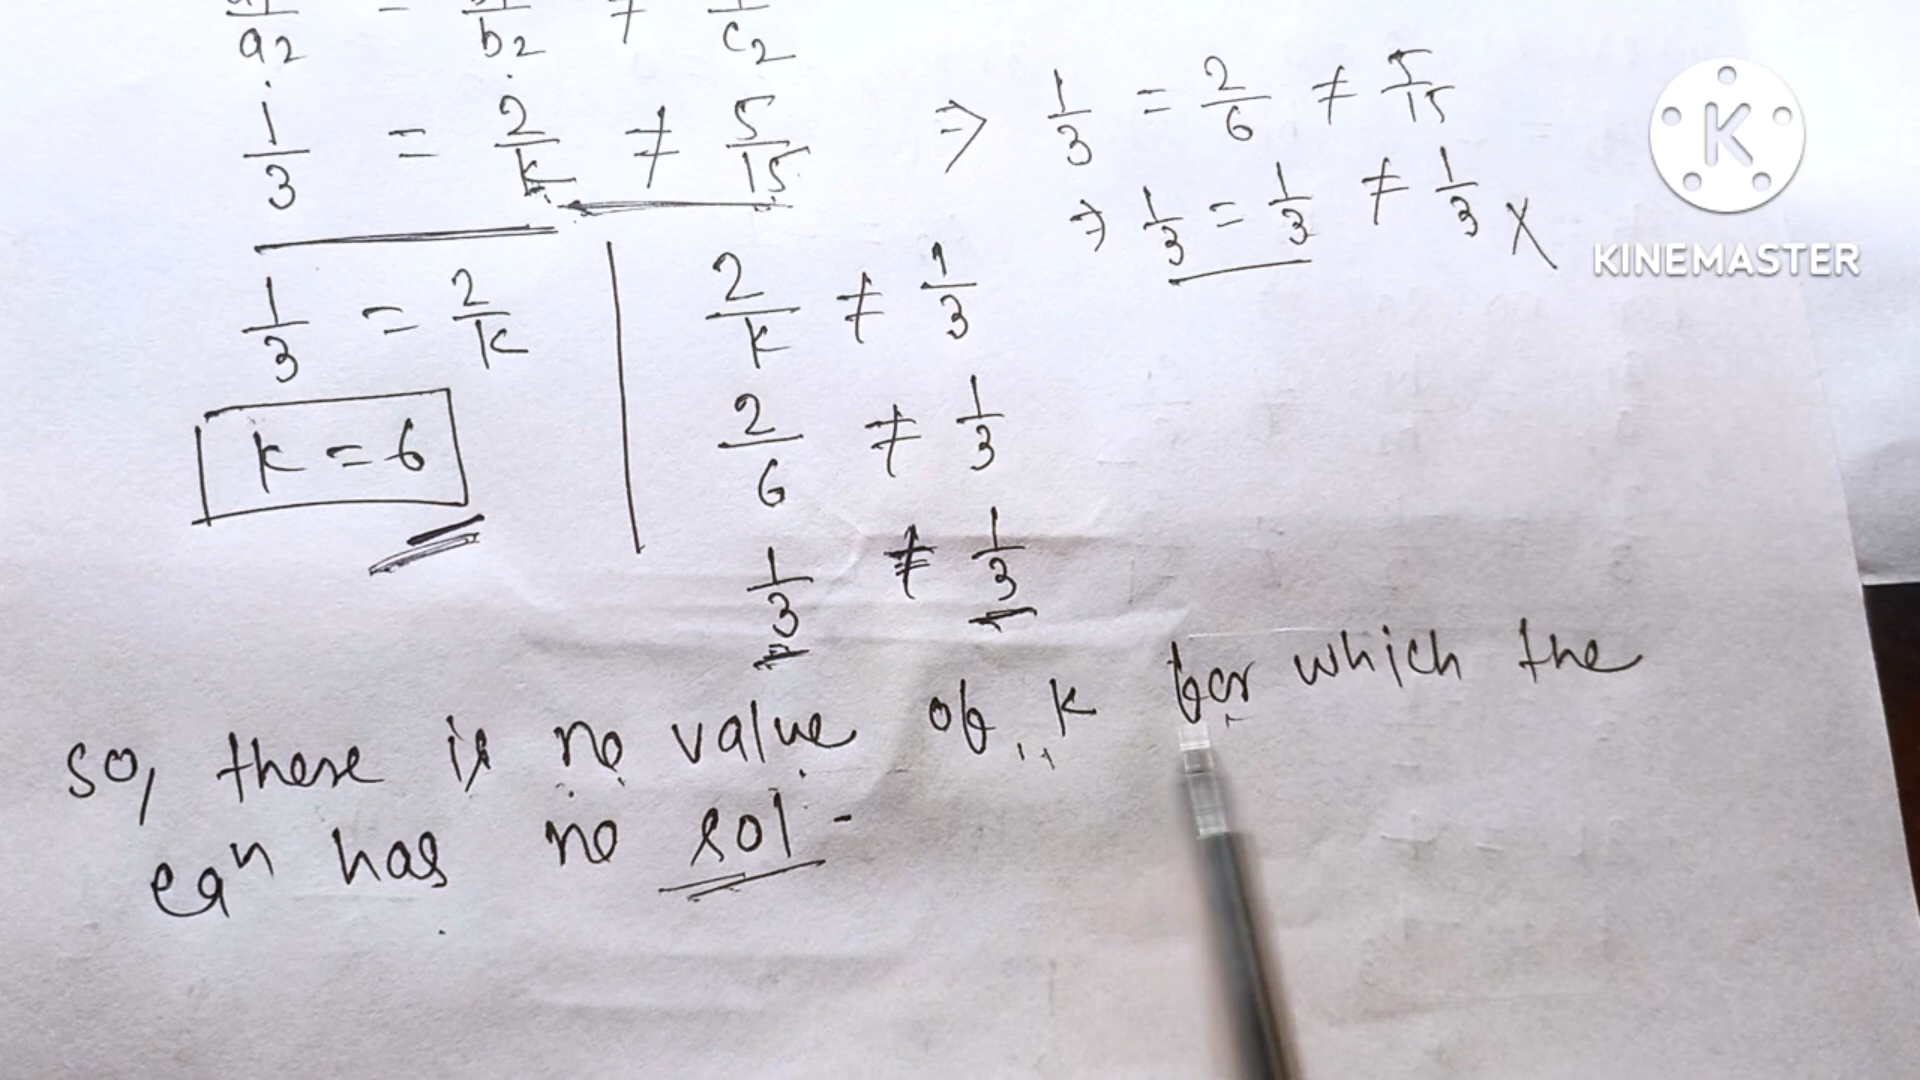 a2 = b2 ≠ c2
1/3 = 2/k ≠ 5/15 ⇒ 1/3 = 2/6 ≠ 5/15
⇒ 1/3 = 1/3 ≠ 1/3 X
1/3 = 2/k
k = 6
2/k ≠ 1/3
2/6 ≠ 1/3
1/3 ≠ 1/3
so, there is no value of k for which the
eqn has no sol.
K
KINEMASTER